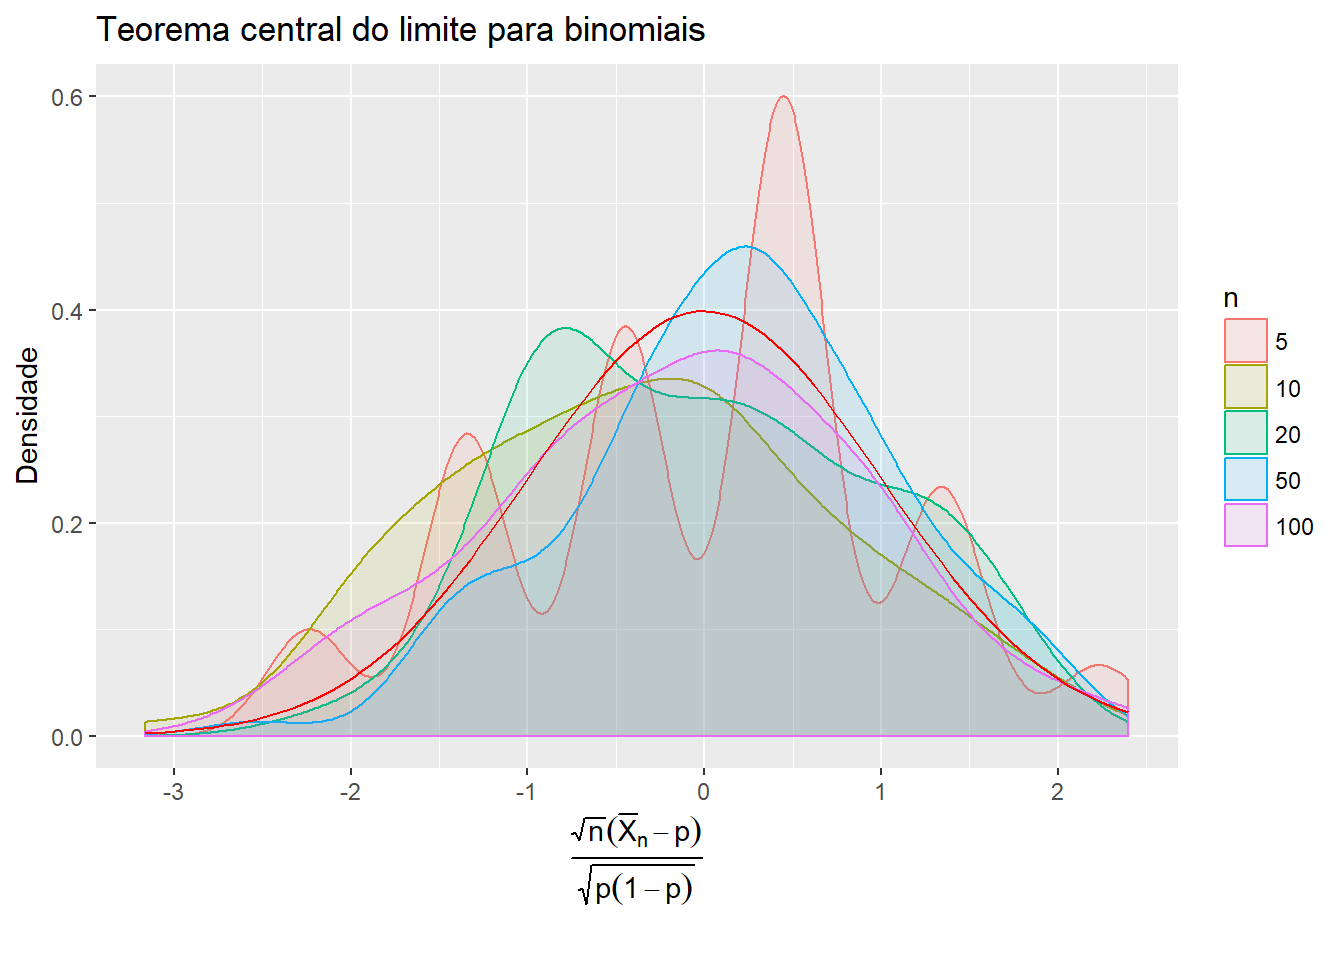 Teorema central do limite para binomiais
Densidade
0.6
0.4
0.2
0.0
-3 -2 -1 0 1 2
√n(X̅n − p)
√p(1 − p)
n
5
10
20
50
100